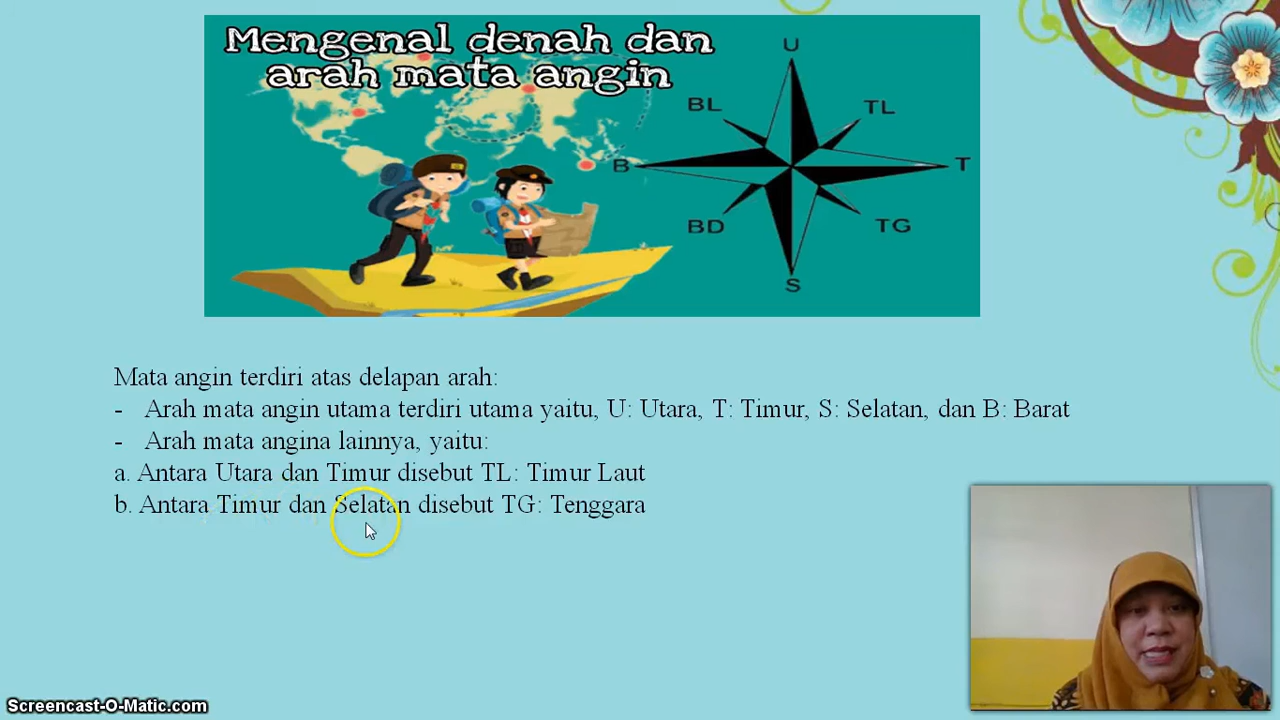 Mengenal denah dan
arah mata angin
U
BL
TL
B
T
BD
TG
S
Mata angin terdiri atas delapan arah:
- Arah mata angin utama terdiri utama yaitu, U: Utara, T: Timur, S: Selatan, dan B: Barat
- Arah mata angina lainnya, yaitu:
a. Antara Utara dan Timur disebut TL: Timur Laut
b. Antara Timur dan Selatan disebut TG: Tenggara
Screencast-O-Matic.com